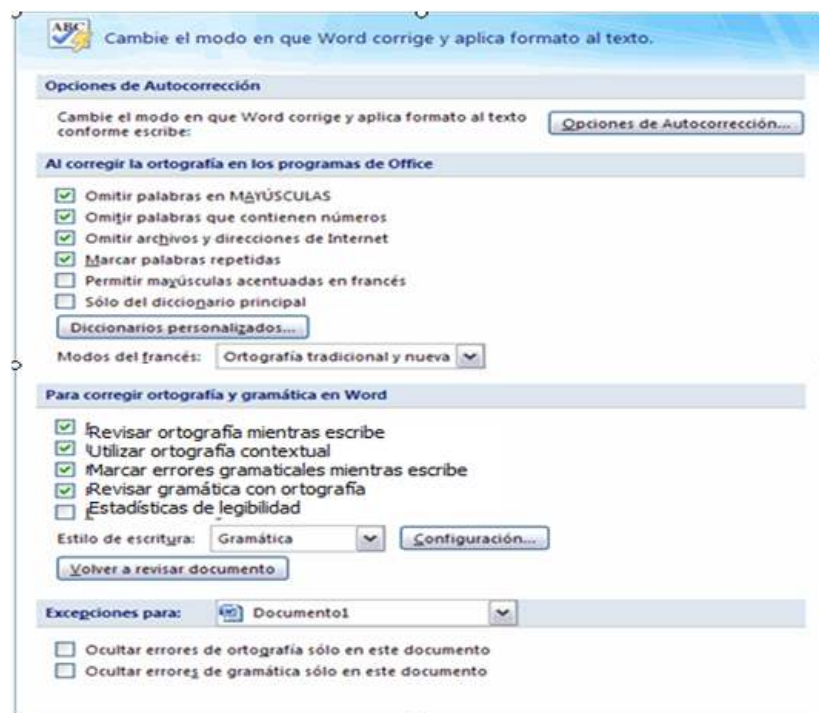 ABC
Cambie el modo en que Word corrige y aplica formato al texto.
Opciones de Autocorrección
Cambie el modo en que Word corrige y aplica formato al texto
conforme escribe:
Opciones de Autocorrección...
Al corregir la ortografía en los programas de Office
Omitir palabras en MAYÚSCULAS
Omitir palabras que contienen números
Omitir archivos y direcciones de Internet
Marcar palabras repetidas
Permitir mayúsculas acentuadas en francés
Sólo del diccionario principal
Diccionarios personalizados...
Modos del francés: Ortografía tradicional y nueva
Para corregir ortografía y gramática en Word
Revisar ortografía mientras escribe
Utilizar ortografía contextual
Marcar errores gramaticales mientras escribe
Revisar gramática con ortografía
Estadísticas de legibilidad
Estilo de escritura: Gramática Configuración...
Volver a revisar documento
Excepciones para: Documento1
Ocultar errores de ortografía sólo en este documento
Ocultar errores de gramática sólo en este documento